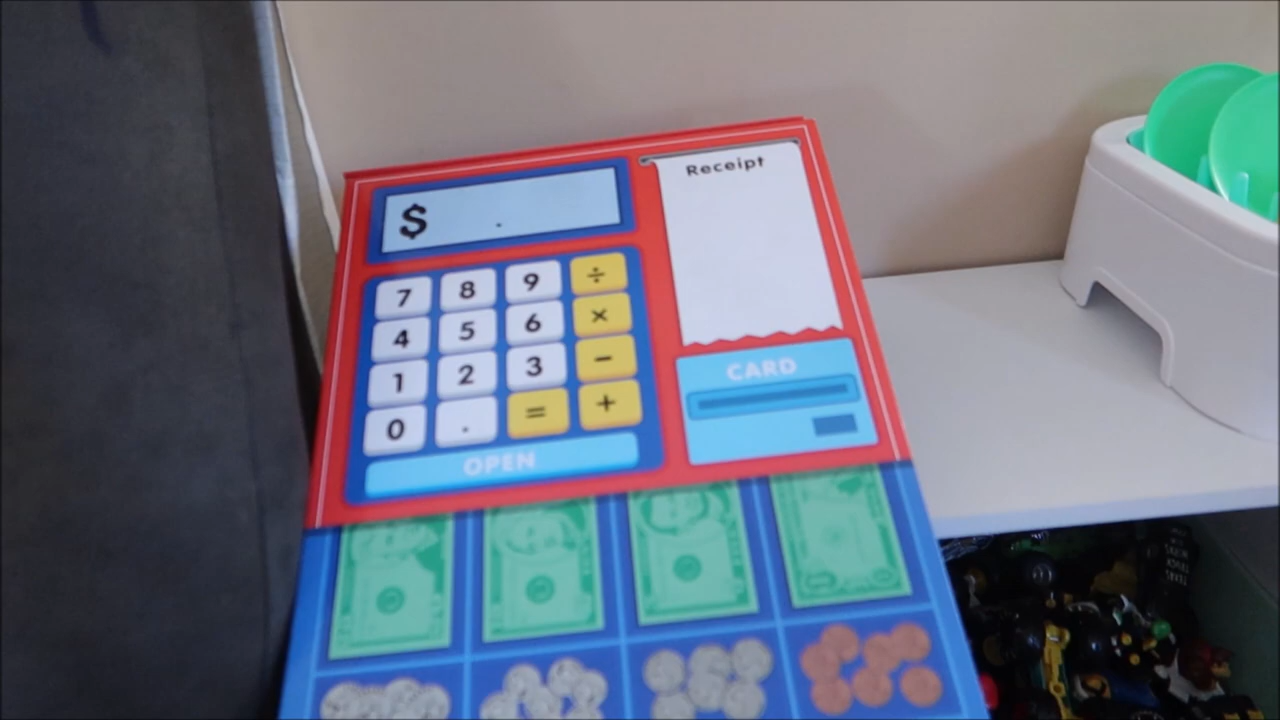 $ .
Receipt
7 8 9 ÷
4 5 6 ×
1 2 3 −
0 . = +
OPEN
CARD